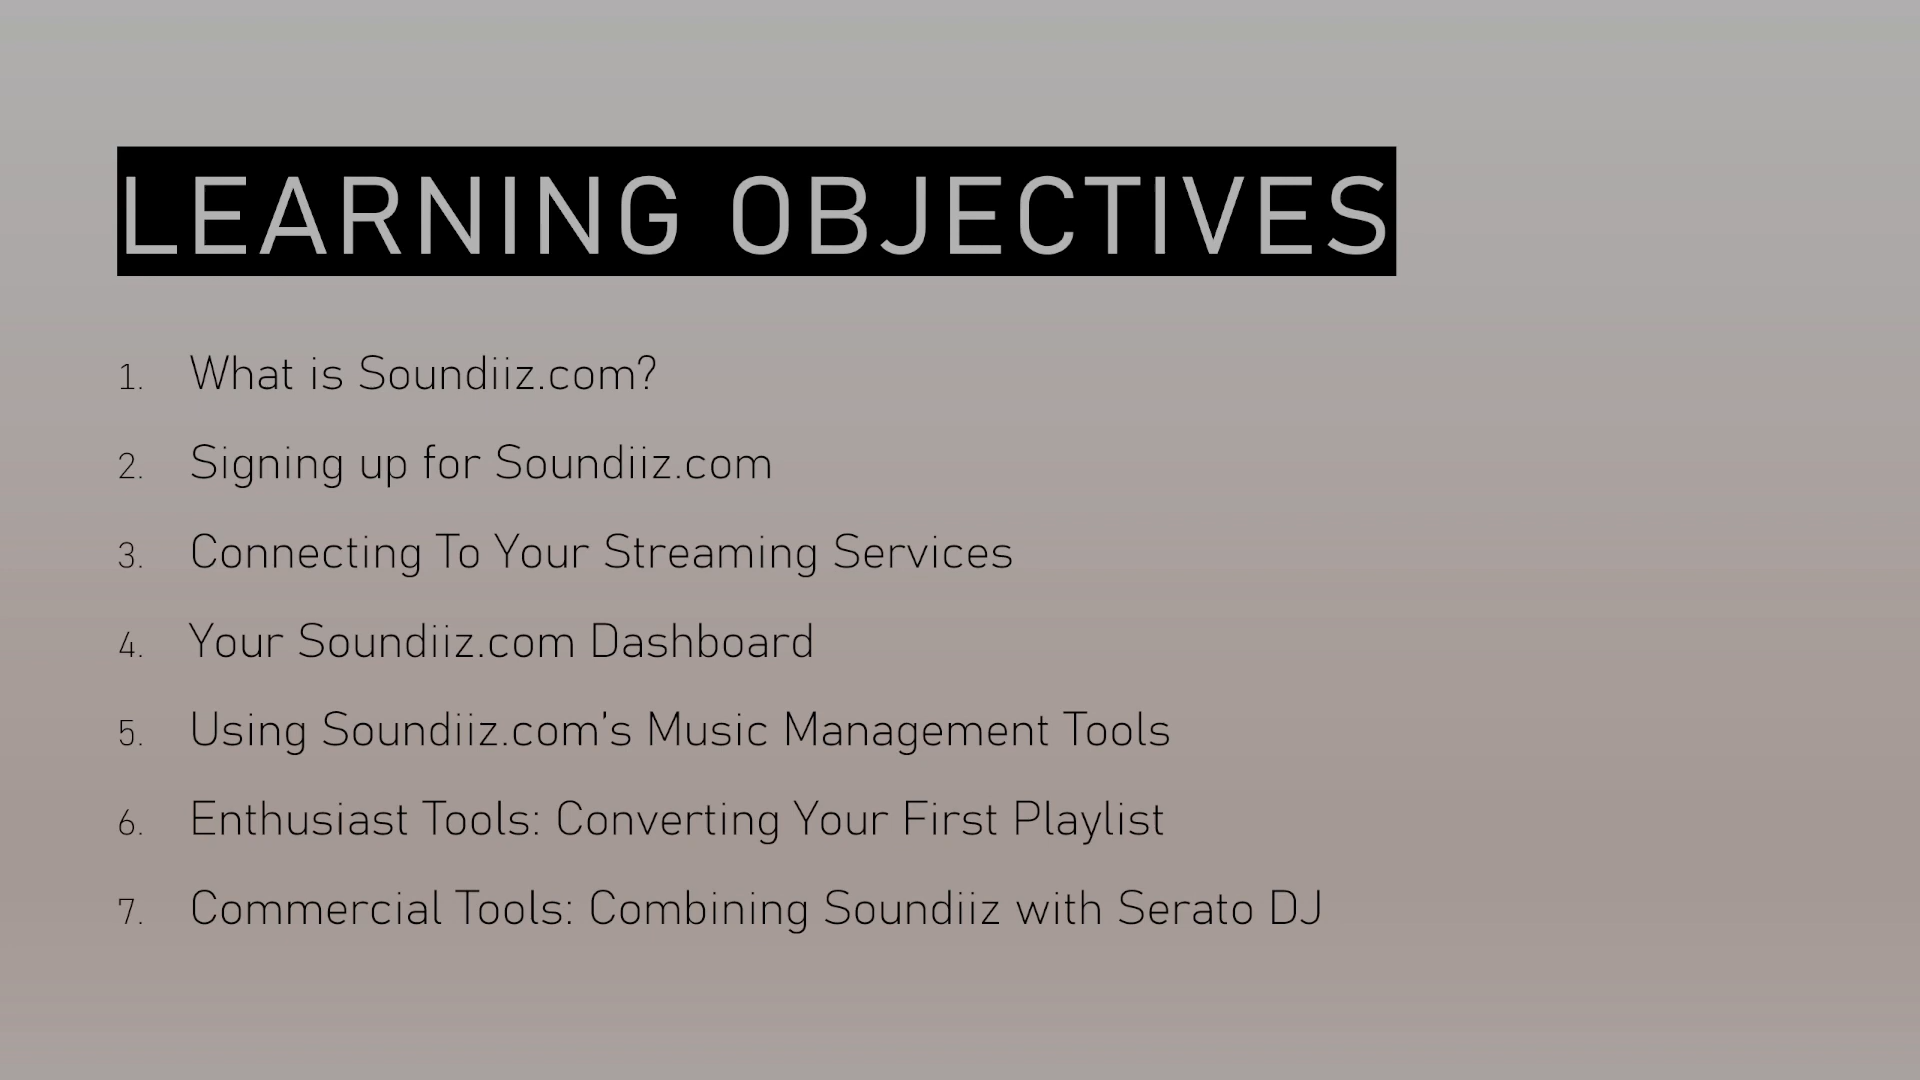 LEARNING OBJECTIVES
1. What is Soundiiz.com?
2. Signing up for Soundiiz.com
3. Connecting To Your Streaming Services
4. Your Soundiiz.com Dashboard
5. Using Soundiiz.com’s Music Management Tools
6. Enthusiast Tools: Converting Your First Playlist
7. Commercial Tools: Combining Soundiiz with Serato DJ